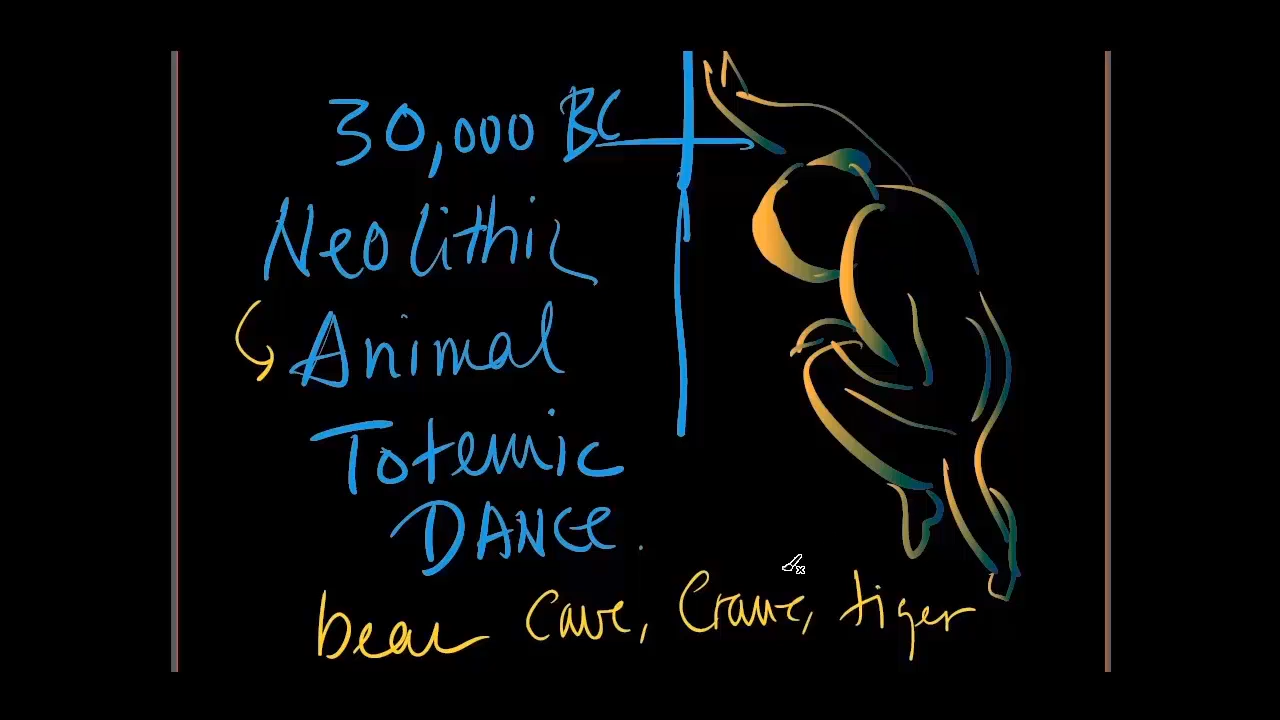 30,000 BC
Neolithic
Animal
Totemic
DANCE.
bear cave, Crane, tiger